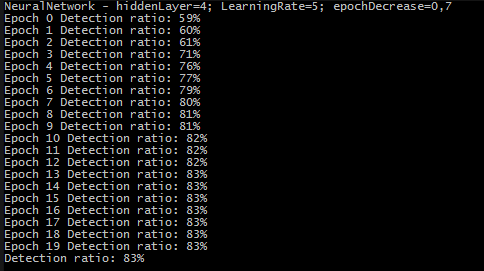 NeuralNetwork - hiddenLayer=4; LearningRate=5; epochDecrease=0,7
Epoch 0 Detection ratio: 59%
Epoch 1 Detection ratio: 60%
Epoch 2 Detection ratio: 61%
Epoch 3 Detection ratio: 71%
Epoch 4 Detection ratio: 76%
Epoch 5 Detection ratio: 77%
Epoch 6 Detection ratio: 79%
Epoch 7 Detection ratio: 80%
Epoch 8 Detection ratio: 81%
Epoch 9 Detection ratio: 81%
Epoch 10 Detection ratio: 82%
Epoch 11 Detection ratio: 82%
Epoch 12 Detection ratio: 82%
Epoch 13 Detection ratio: 83%
Epoch 14 Detection ratio: 83%
Epoch 15 Detection ratio: 83%
Epoch 16 Detection ratio: 83%
Epoch 17 Detection ratio: 83%
Epoch 18 Detection ratio: 83%
Epoch 19 Detection ratio: 83%
Detection ratio: 83%